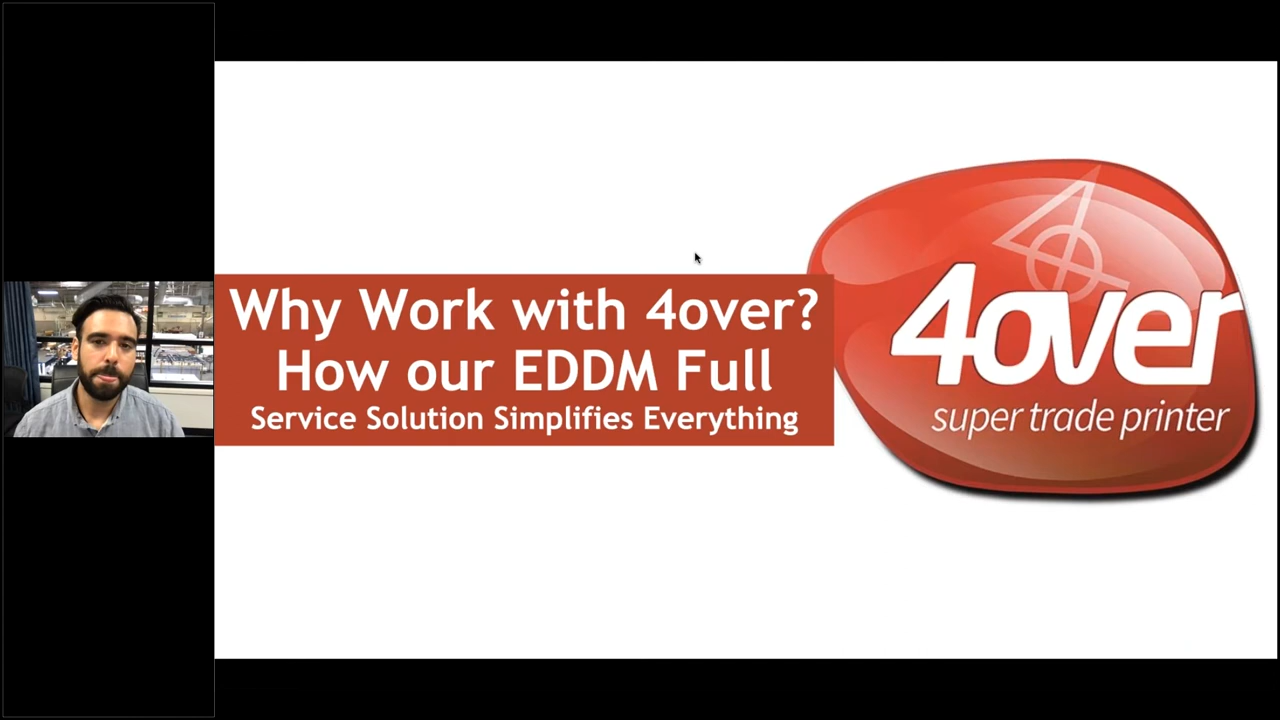 Why Work with 4over?
How our EDDM Full
Service Solution Simplifies Everything
4over
super trade printer